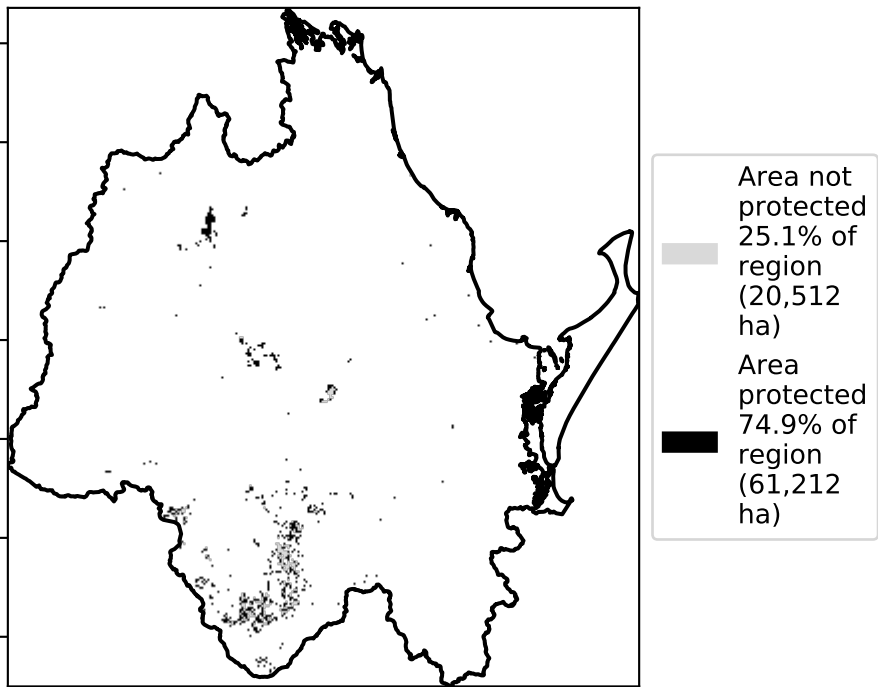 Area not
protected
25.1% of
region
(20,512
ha)
Area
protected
74.9% of
region
(61,212
ha)